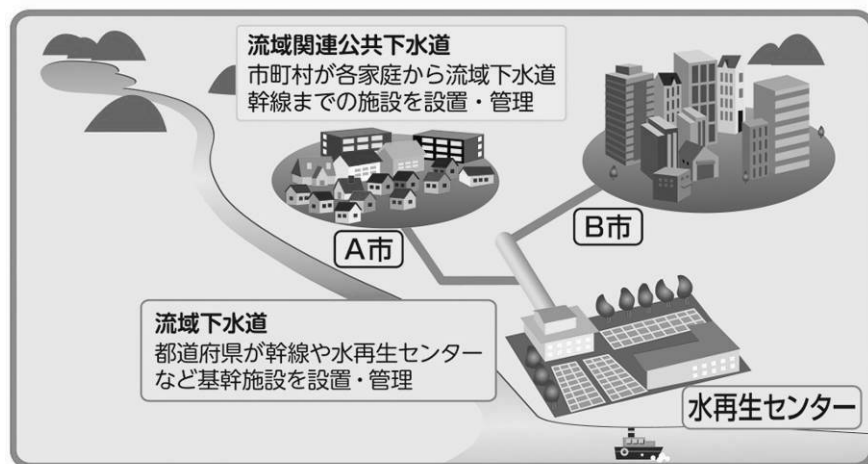 流域関連公共下水道
市町村が各家庭から流域下水道
幹線までの施設を設置・管理
A市
B市
流域下水道
都道府県が幹線や水再生センター
など基幹施設を設置・管理
水再生センター